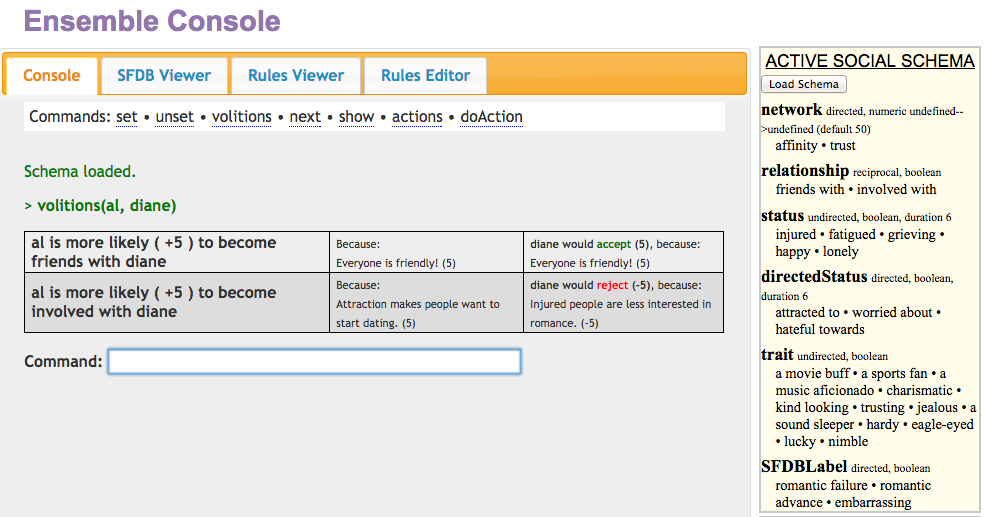 Ensemble Console
Console
SFDB Viewer
Rules Viewer
Rules Editor
Commands: set • unset • volitions • next • show • actions • doAction
Schema loaded.
> volitions(al, diane)
al is more likely ( +5 ) to become
friends with diane
Because:
Everyone is friendly! (5)
diane would accept (5), because:
Everyone is friendly! (5)
al is more likely ( +5 ) to become
involved with diane
Because:
Attraction makes people want to
start dating. (5)
diane would reject (-5), because:
Injured people are less interested in
romance. (-5)
Command:
ACTIVE SOCIAL SCHEMA
Load Schema
network directed, numeric undefined--
>undefined (default 50)
affinity • trust
relationship reciprocal, boolean
friends with • involved with
status undirected, boolean, duration 6
injured • fatigued • grieving •
happy • lonely
directedStatus directed, boolean,
duration 6
attracted to • worried about •
hateful towards
trait undirected, boolean
a movie buff • a sports fan • a
music aficionado • charismatic •
kind looking • trusting • jealous • a
sound sleeper • hardy • eagle-eyed
• lucky • nimble
SFDBLabel directed, boolean
romantic failure • romantic
advance • embarrassing